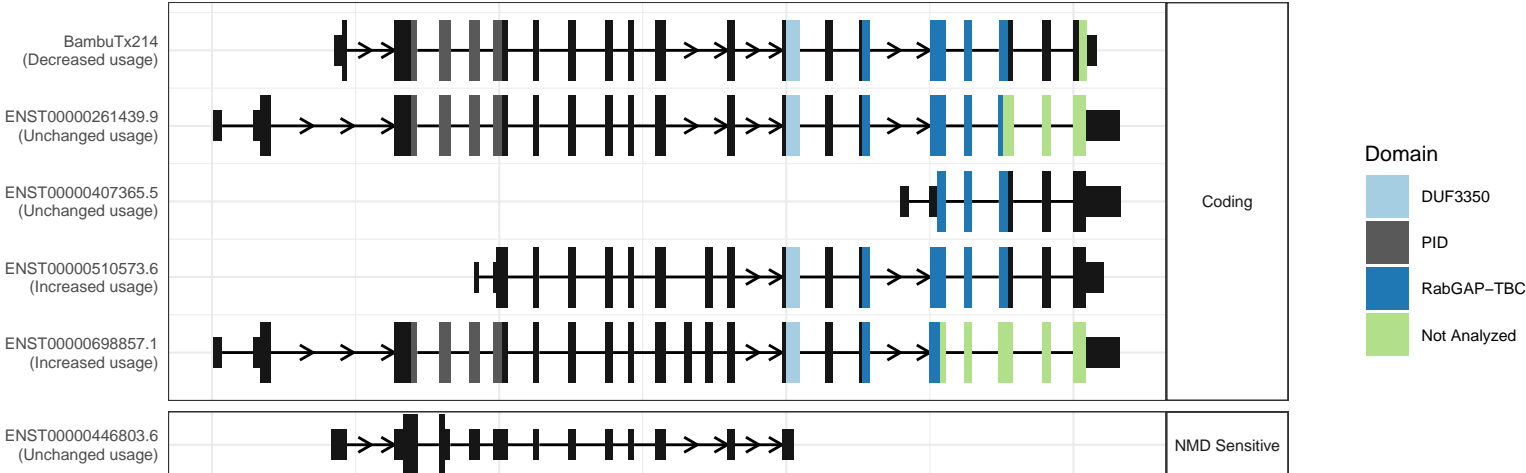 BambuTx214
(Decreased usage)
ENST00000261439.9
(Unchanged usage)
ENST00000407365.5
(Unchanged usage)
ENST00000510573.6
(Increased usage)
ENST00000698857.1
(Increased usage)
Coding
ENST00000446803.6
(Unchanged usage)
NMD Sensitive
Domain
DUF3350
PID
RabGAP−TBC
Not Analyzed